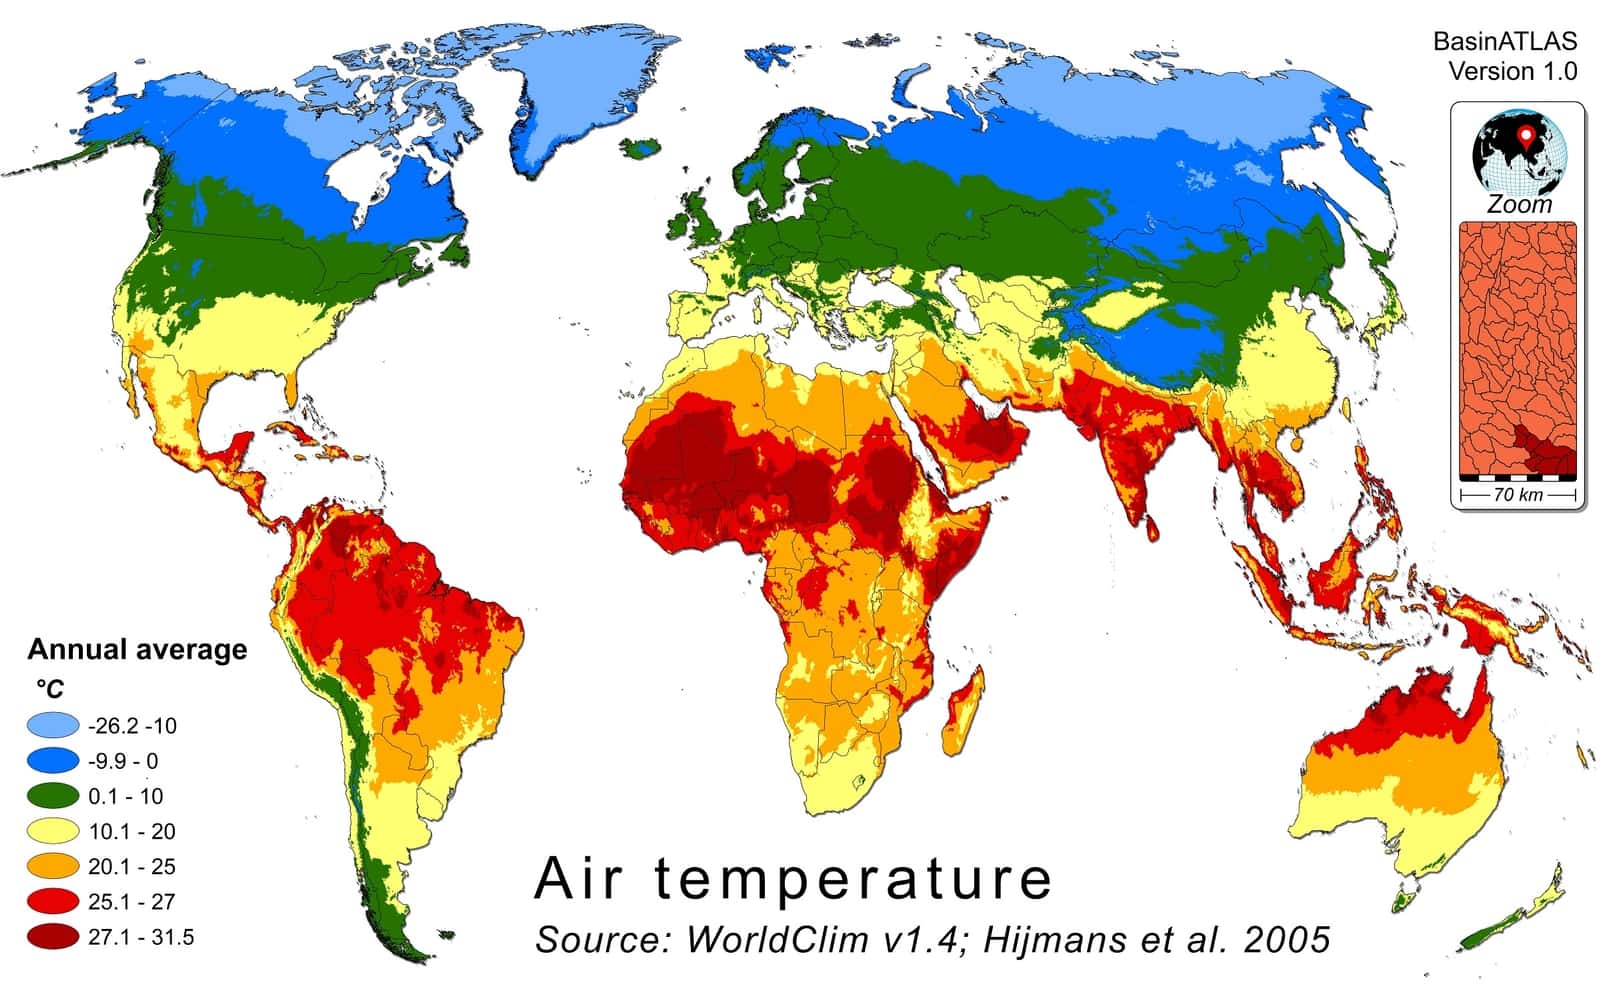 BasinATLAS
Version 1.0
Zoom
70 km
Annual average
°C
-26.2 -10
-9.9 - 0
0.1 - 10
10.1 - 20
20.1 - 25
25.1 - 27
27.1 - 31.5
Air temperature
Source: WorldClim v1.4; Hijmans et al. 2005